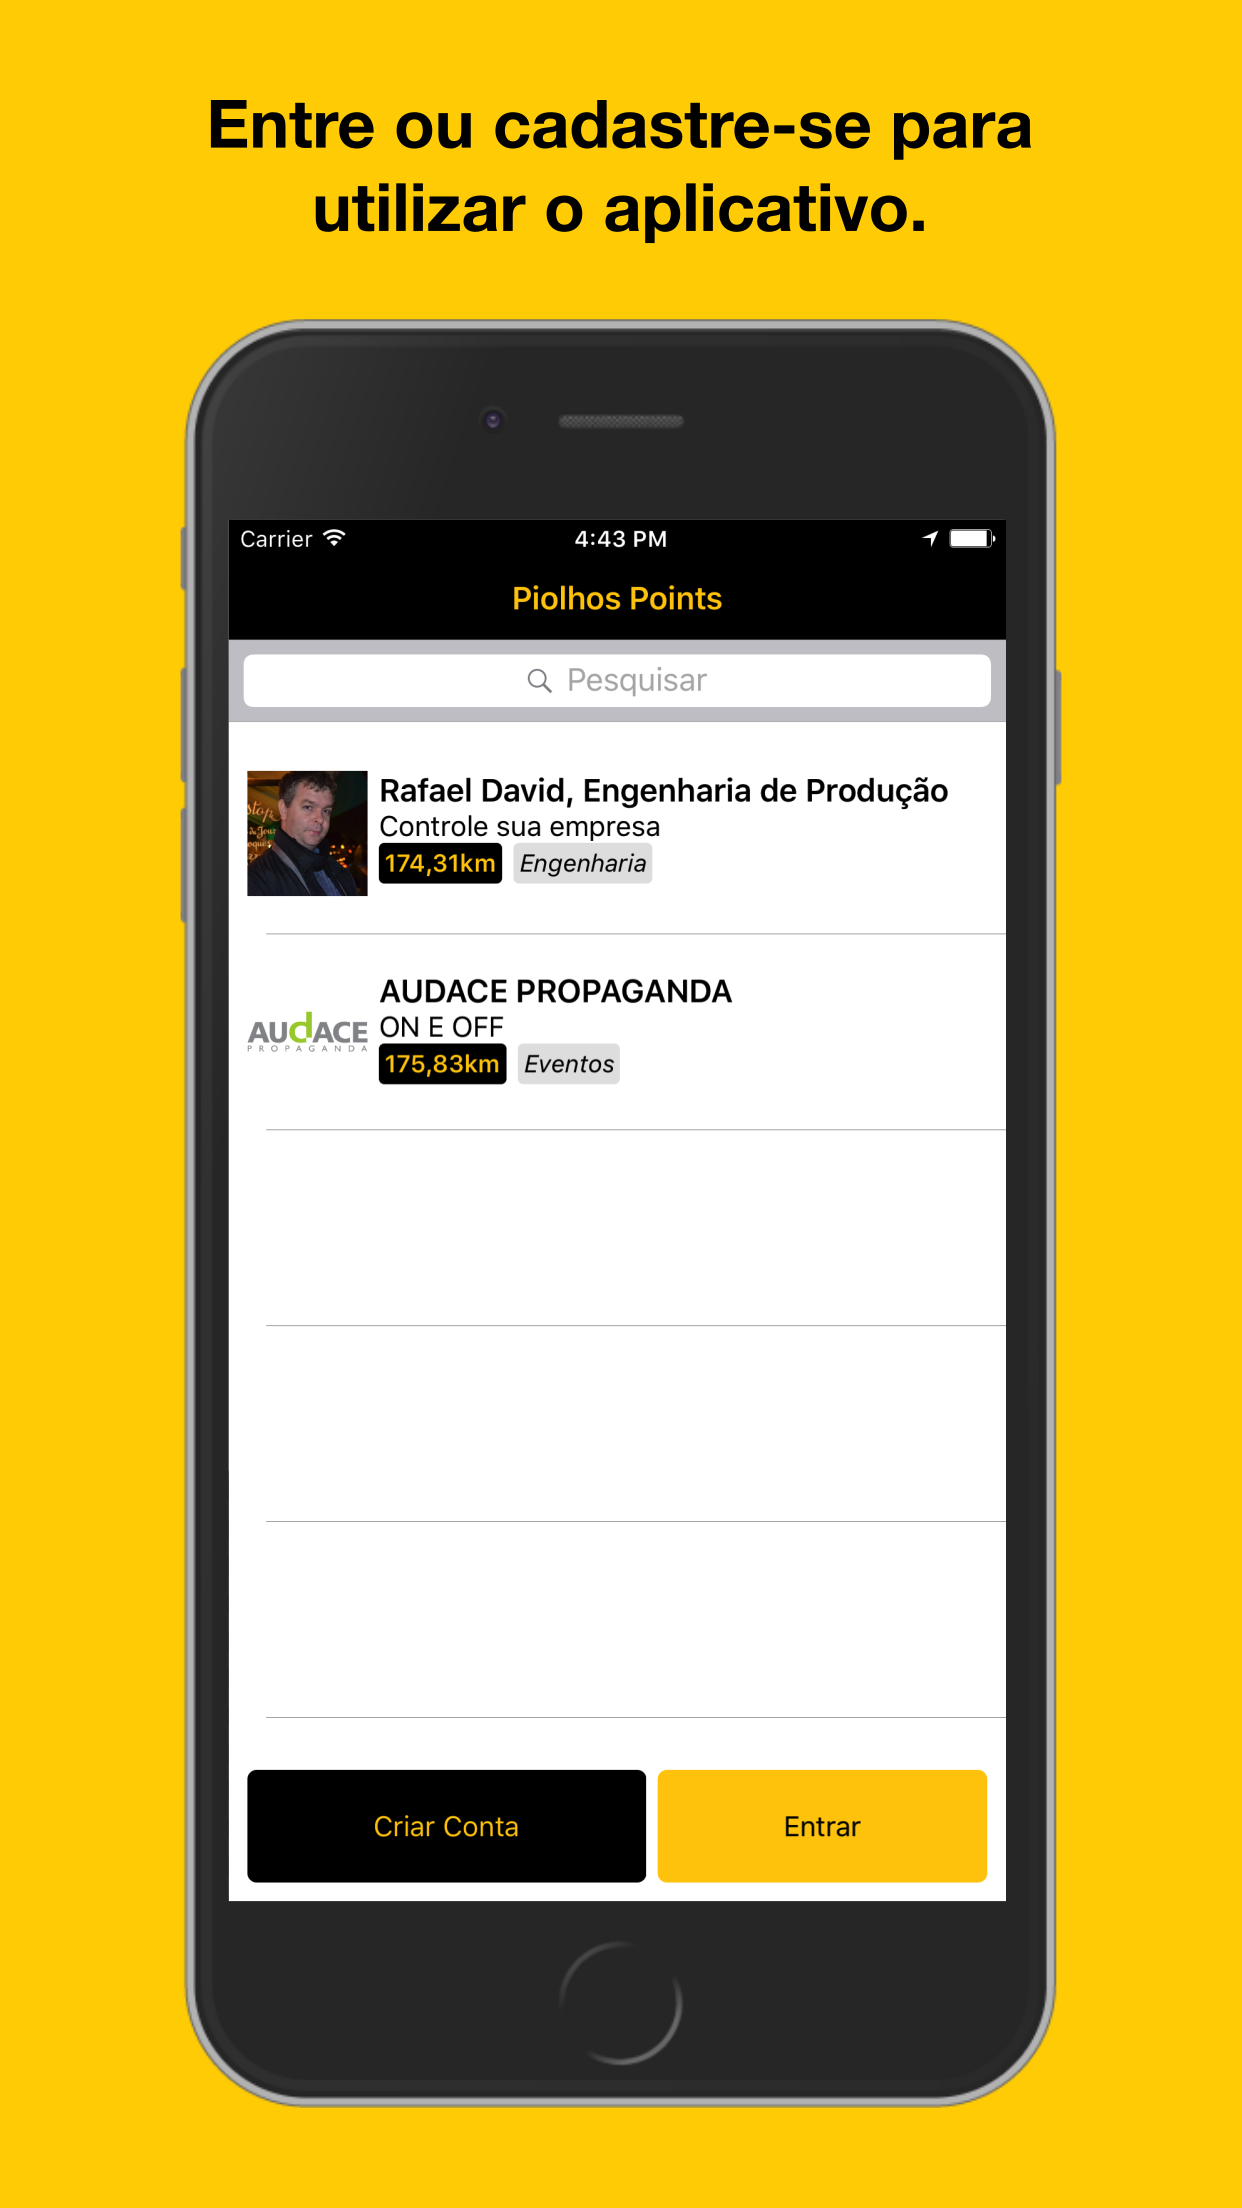 Entre ou cadastre-se para
utilizar o aplicativo.
Carrier
4:43 PM
Piolhos Points
Pesquisar
Rafael David, Engenharia de Produção
Controle sua empresa
174,31km Engenharia
AUDACE PROPAGANDA
AUDACE
PROPAGANDA
ON E OFF
175,83km Eventos
Criar Conta
Entrar